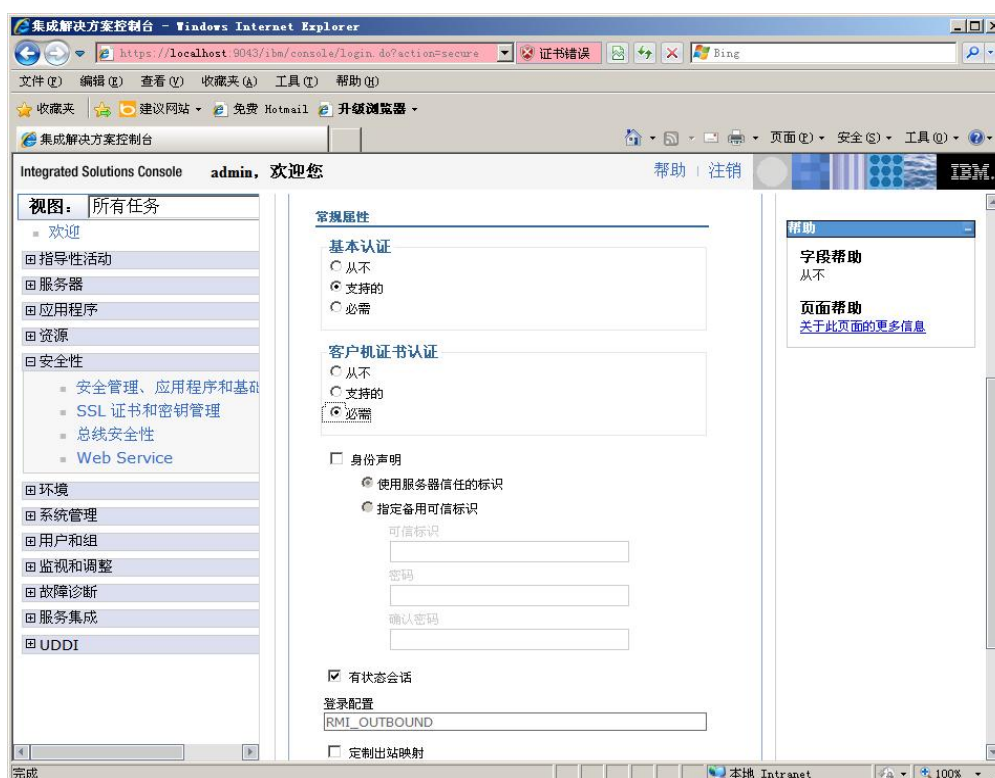 集成解决方案控制台 - Windows Internet Explorer
https://localhost:9043/ibm/console/login.do?action=secure
证书错误
Bing
文件(F) 编辑(E) 查看(V) 收藏夹(A) 工具(T) 帮助(H)
收藏夹 建议网站 免费 Hotmail 升级浏览器
集成解决方案控制台
页面(P) 安全(S) 工具(O)
Integrated Solutions Console admin, 欢迎您
帮助 | 注销
IBM.
视图: 所有任务
欢迎
指导性活动
服务器
应用程序
资源
安全性
安全管理、应用程序和基础
SSL 证书和密钥管理
总线安全性
Web Service
环境
系统管理
用户和组
监视和调整
故障诊断
服务集成
UDDI
常规属性
基本认证
从不
支持的
必需
客户机证书认证
从不
支持的
必需
身份声明
使用服务器信任的标识
指定备用可信标识
可信标识
密码
确认密码
有状态会话
登录配置
RMI_OUTBOUND
定制出站映射
帮助
字段帮助
从不
页面帮助
关于此页面的更多信息
完成
本地 Intranet
100%